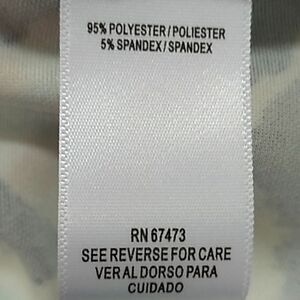 95% POLYESTER / POLIESTER
5% SPANDEX / SPANDEX
RN 67473
SEE REVERSE FOR CARE
VER AL DORSO PARA
CUIDADO